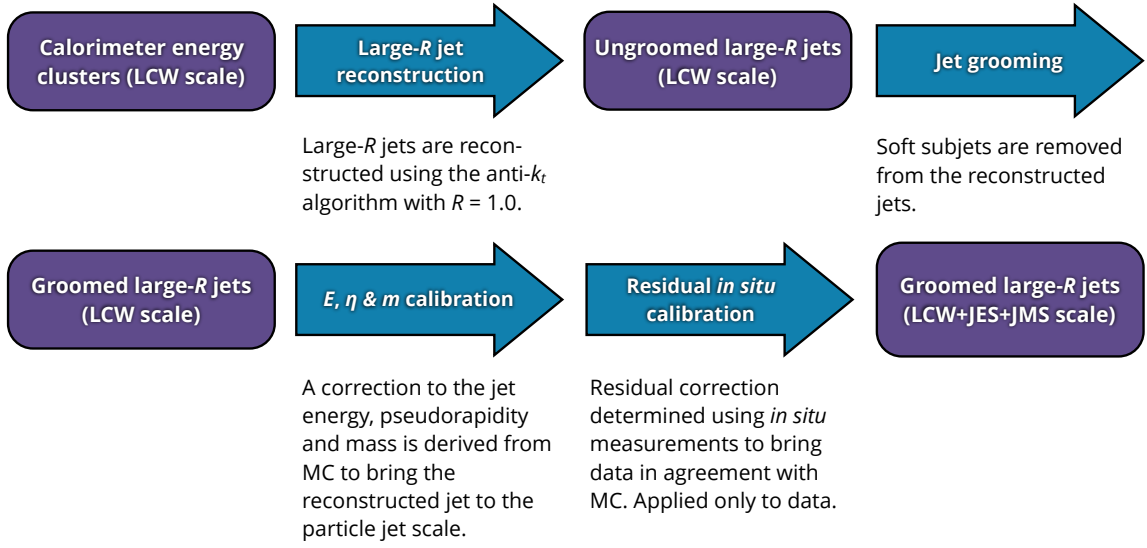 Calorimeter energy
clusters (LCW scale)
Large-R jet
reconstruction
Ungroomed large-R jets
(LCW scale)
Jet grooming
Large-R jets are recon-
structed using the anti-kt
algorithm with R = 1.0.
Soft subjets are removed
from the reconstructed
jets.
Groomed large-R jets
(LCW scale)
E, η & m calibration
Residual in situ
calibration
Groomed large-R jets
(LCW+JES+JMS scale)
A correction to the jet
energy, pseudorapidity
and mass is derived from
MC to bring the
reconstructed jet to the
particle jet scale.
Residual correction
determined using in situ
measurements to bring
data in agreement with
MC. Applied only to data.